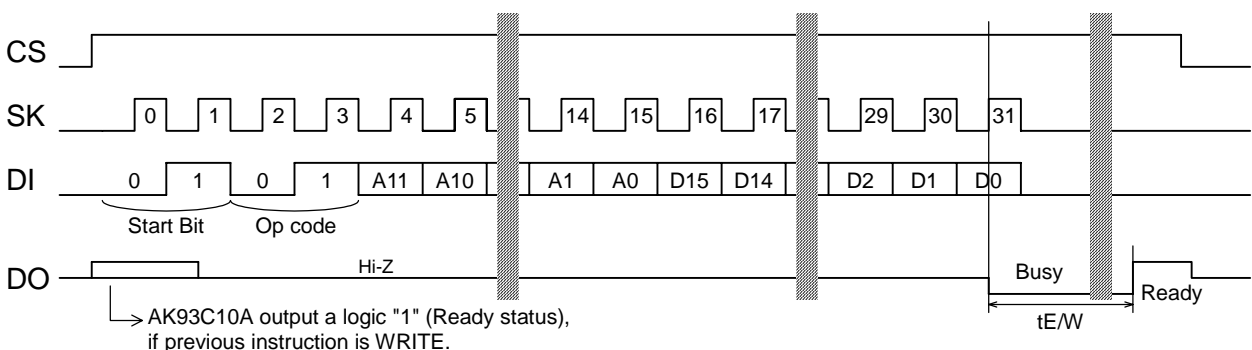 CS
SK 0 1 2 3 4 5 14 15 16 17 29 30 31
DI 0 1 0 1 A11 A10 A1 A0 D15 D14 D2 D1 D0
Start Bit Op code
DO Hi-Z Busy Ready
tE/W
AK93C10A output a logic "1" (Ready status),
if previous instruction is WRITE.